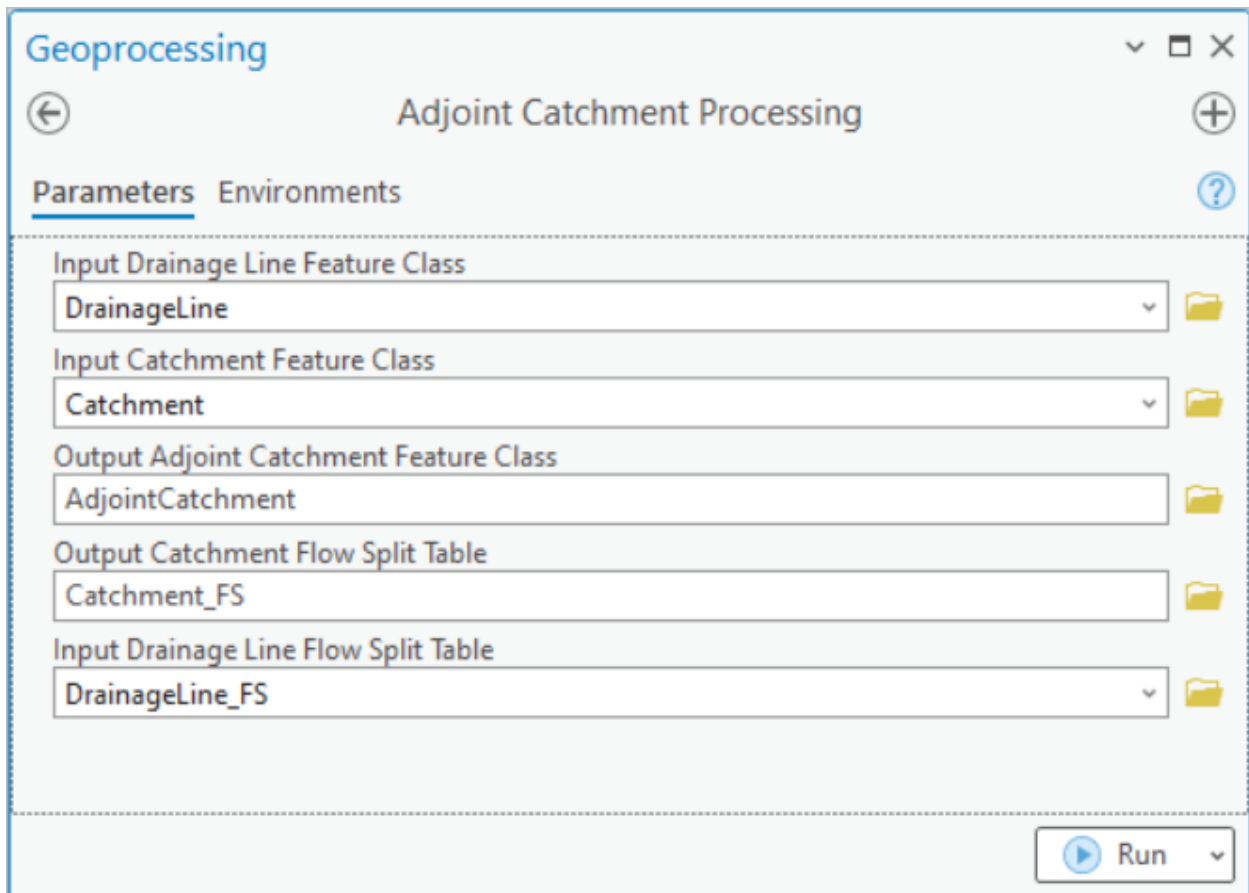 Geoprocessing
Adjoint Catchment Processing
Parameters Environments
Input Drainage Line Feature Class
DrainageLine
Input Catchment Feature Class
Catchment
Output Adjoint Catchment Feature Class
AdjointCatchment
Output Catchment Flow Split Table
Catchment_FS
Input Drainage Line Flow Split Table
DrainageLine_FS
Run